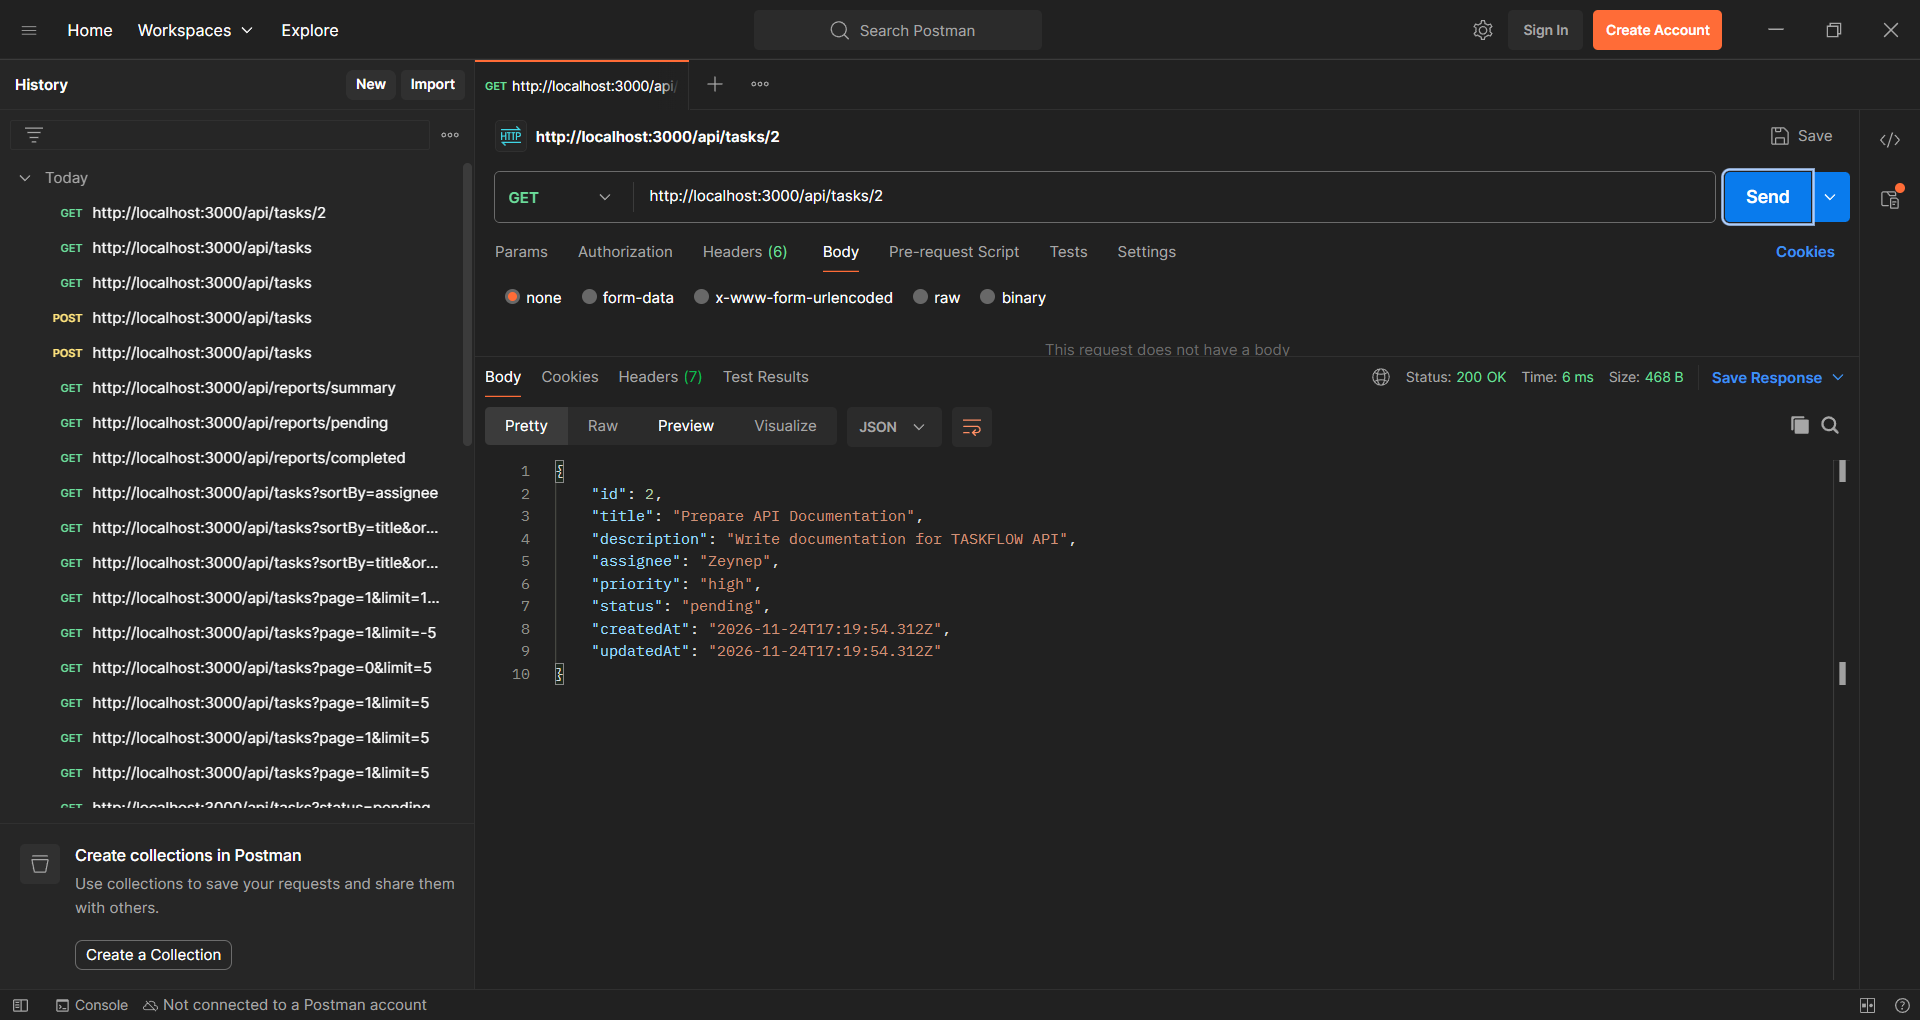 Home Workspaces Explore Search Postman Sign In Create Account
History New Import
GET http://localhost:3000/api/
HTTP http://localhost:3000/api/tasks/2 Save
GET http://localhost:3000/api/tasks/2 Send
Params Authorization Headers (6) Body Pre-request Script Tests Settings Cookies
none form-data x-www-form-urlencoded raw binary
This request does not have a body
Today
GET http://localhost:3000/api/tasks/2
GET http://localhost:3000/api/tasks
GET http://localhost:3000/api/tasks
POST http://localhost:3000/api/tasks
POST http://localhost:3000/api/tasks
GET http://localhost:3000/api/reports/summary
GET http://localhost:3000/api/reports/pending
GET http://localhost:3000/api/reports/completed
GET http://localhost:3000/api/tasks?sortBy=assignee
GET http://localhost:3000/api/tasks?sortBy=title&or...
GET http://localhost:3000/api/tasks?sortBy=title&or...
GET http://localhost:3000/api/tasks?page=1&limit=1...
GET http://localhost:3000/api/tasks?page=1&limit=-5
GET http://localhost:3000/api/tasks?page=0&limit=5
GET http://localhost:3000/api/tasks?page=1&limit=5
GET http://localhost:3000/api/tasks?page=1&limit=5
GET http://localhost:3000/api/tasks?page=1&limit=5
GET http://localhost:3000/api/tasks?status=pending
Create collections in Postman
Use collections to save your requests and share them
with others.
Create a Collection
Body Cookies Headers (7) Test Results Status: 200 OK Time: 6 ms Size: 468 B Save Response
Pretty Raw Preview Visualize JSON
1 {
2 "id": 2,
3 "title": "Prepare API Documentation",
4 "description": "Write documentation for TASKFLOW API",
5 "assignee": "Zeynep",
6 "priority": "high",
7 "status": "pending",
8 "createdAt": "2026-11-24T17:19:54.312Z",
9 "updatedAt": "2026-11-24T17:19:54.312Z"
10 }
Console Not connected to a Postman account